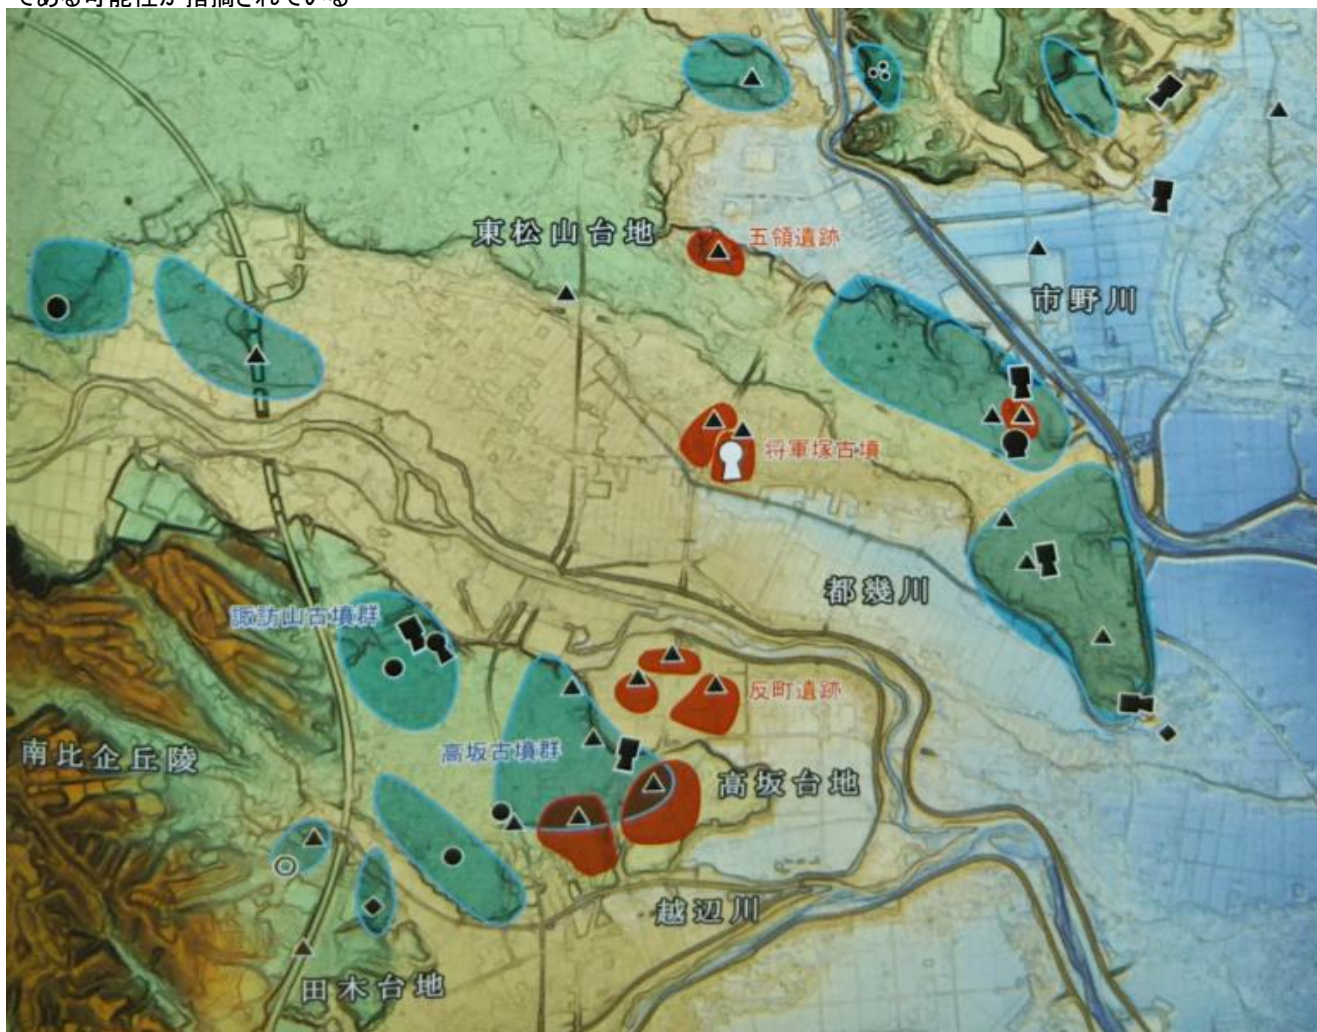 である可能性が指摘されている
東松山台地
五領遺跡
市野川
将軍塚古墳
都幾川
諏訪山古墳群
反町遺跡
高坂古墳群
南比企丘陵
高坂台地
越辺川
田木台地